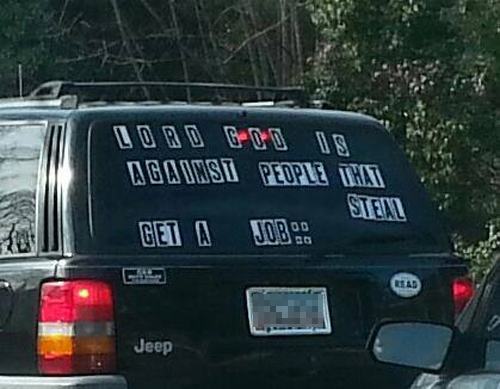 LORD GOD IS
AGAINST PEOPLE THAT
STEAL
GET A JOB::
READ
Jeep